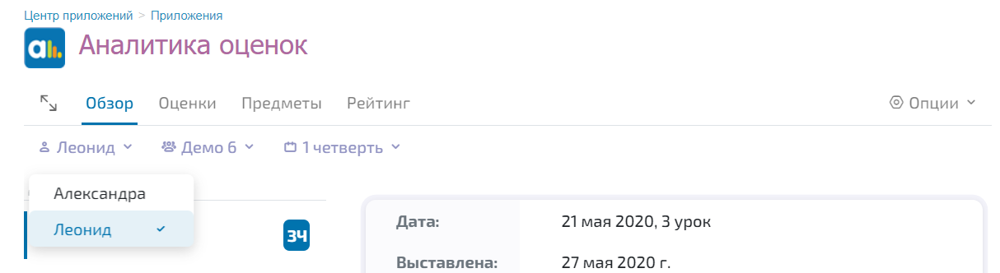 Центр приложений > Приложения
Аналитика оценок
Обзор Оценки Предметы Рейтинг Опции
Леонид Демо 6 1 четверть
Александра
Леонид
ЗЧ
Дата: 21 мая 2020, 3 урок
Выставлена: 27 мая 2020 г.